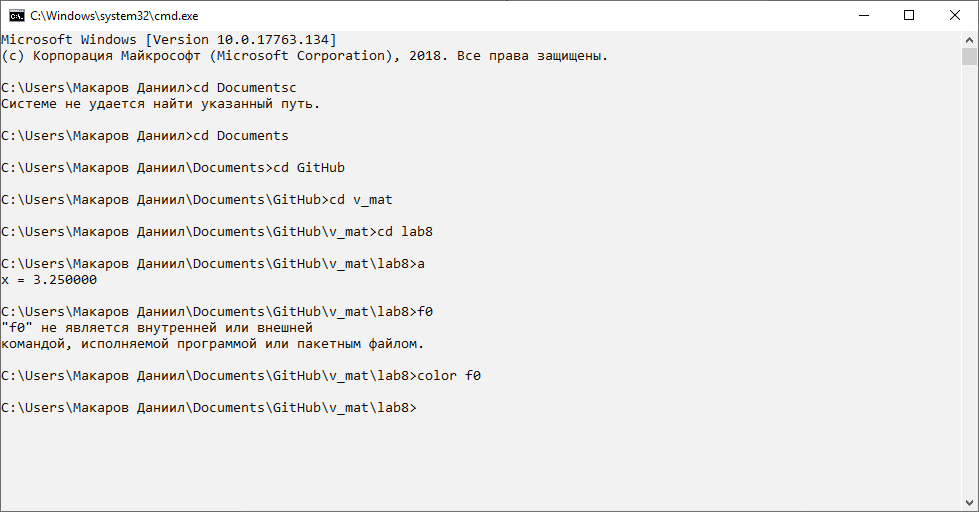 C:\Windows\system32\cmd.exe
Microsoft Windows [Version 10.0.17763.134]
(c) Корпорация Майкрософт (Microsoft Corporation), 2018. Все права защищены.
C:\Users\Макаров Даниил>cd Documentsc
Системе не удается найти указанный путь.
C:\Users\Макаров Даниил>cd Documents
C:\Users\Макаров Даниил\Documents>cd GitHub
C:\Users\Макаров Даниил\Documents\GitHub>cd v_mat
C:\Users\Макаров Даниил\Documents\GitHub\v_mat>cd lab8
C:\Users\Макаров Даниил\Documents\GitHub\v_mat\lab8>a
x = 3.250000
C:\Users\Макаров Даниил\Documents\GitHub\v_mat\lab8>f0
"f0" не является внутренней или внешней
командой, исполняемой программой или пакетным файлом.
C:\Users\Макаров Даниил\Documents\GitHub\v_mat\lab8>color f0
C:\Users\Макаров Даниил\Documents\GitHub\v_mat\lab8>